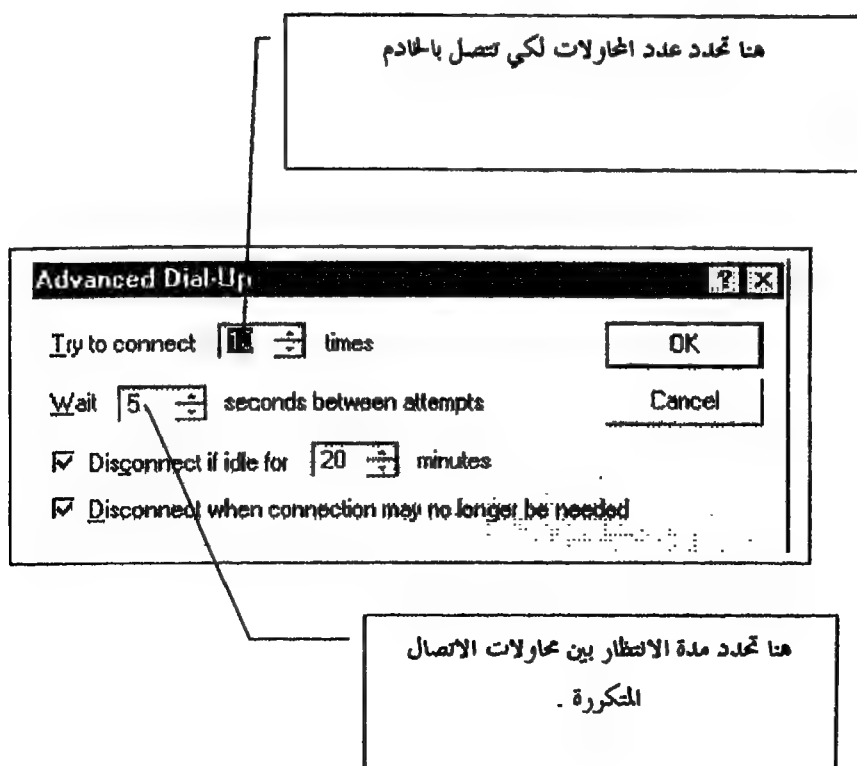 هنا تحدد عدد المحاولات لكي تتصل بالخادم
Advanced Dial-Up
Try to connect times OK
Wait 5 seconds between attempts Cancel
Disconnect if idle for 20 minutes
Disconnect when connection may no longer be needed
هنا تحدد مدة الانتظار بين محاولات الاتصال
المتكررة .